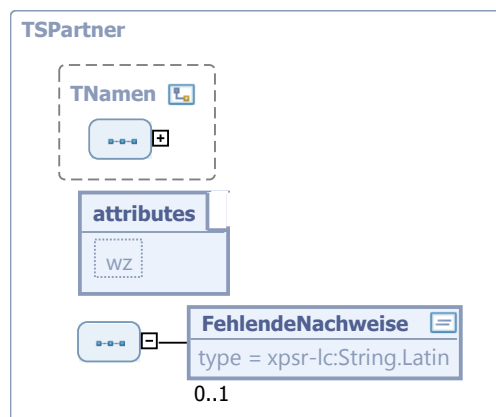 TSPartner
TNamen
attributes
wz
FehlendeNachweise
type = xpsr-lc:String.Latin
0..1